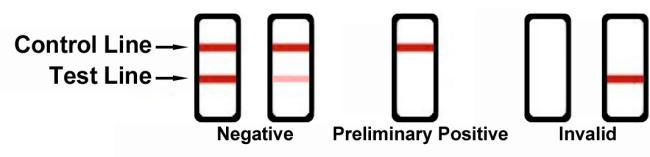 Control Line
Test Line
Negative
Preliminary Positive
Invalid